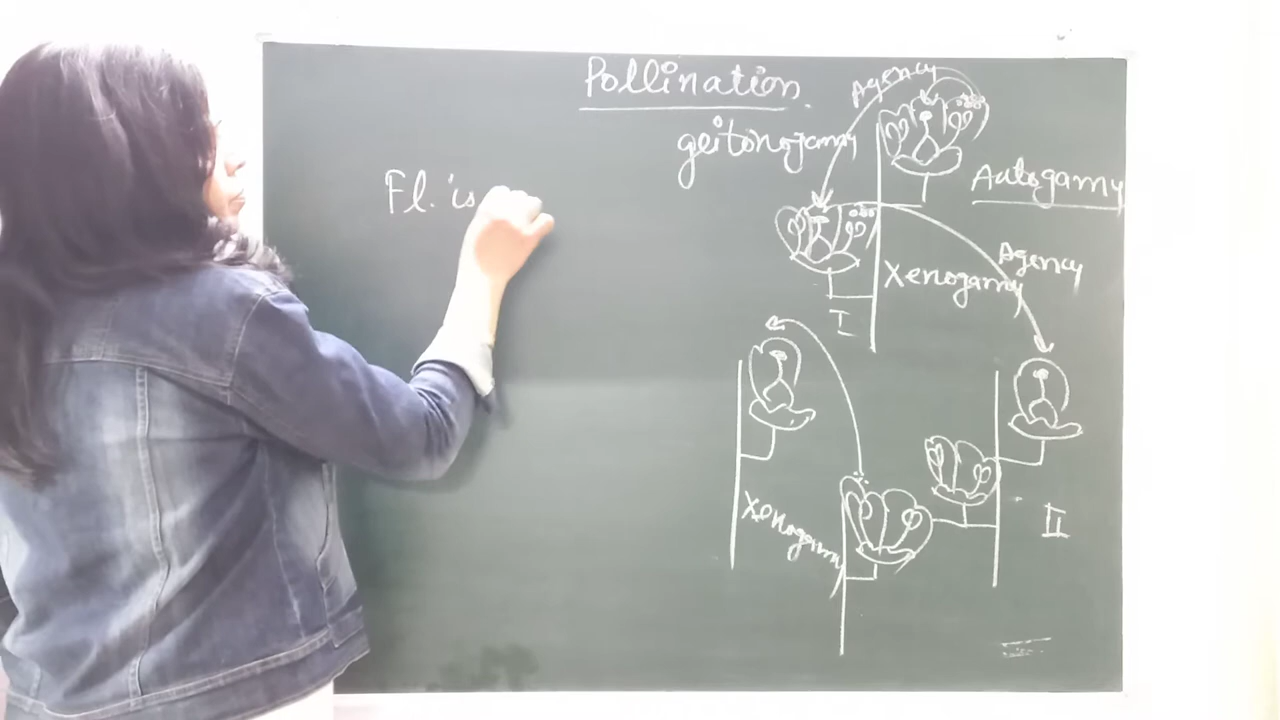 Pollination
Agency
geitonogamy
Autogamy
Fl. is
Agency
Xenogamy
I
Xenogamy
II